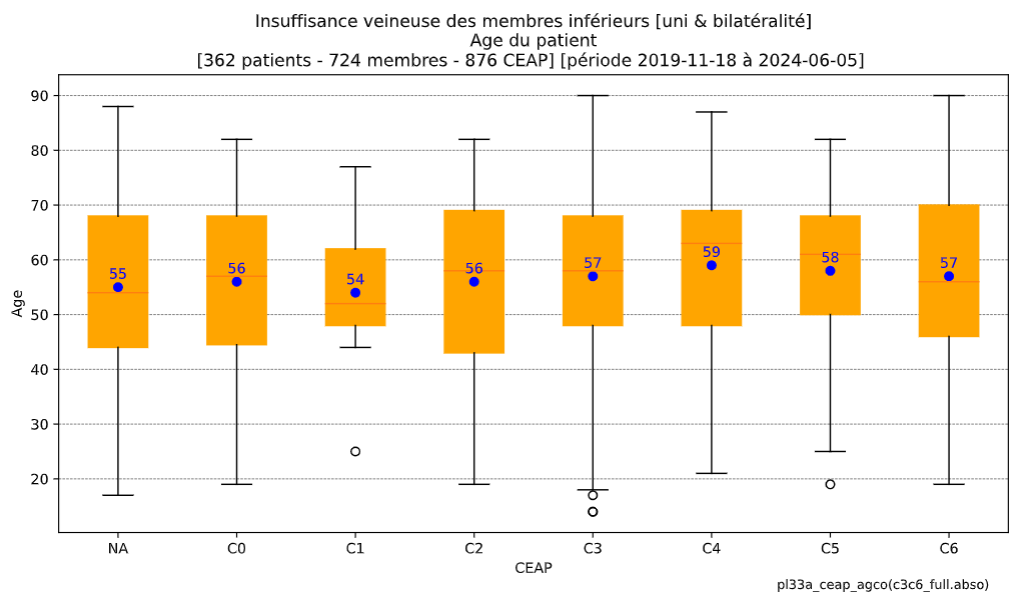 Insuffisance veineuse des membres inférieurs [uni & bilatéralité]
Age du patient
[362 patients - 724 membres - 876 CEAP] [période 2019-11-18 à 2024-06-05]
90
80
70
60
50
40
30
20
Age
55
56
54
56
57
59
58
57
NA C0 C1 C2 C3 C4 C5 C6
CEAP
pl33a_ceap_agco(c3c6_full.abso)